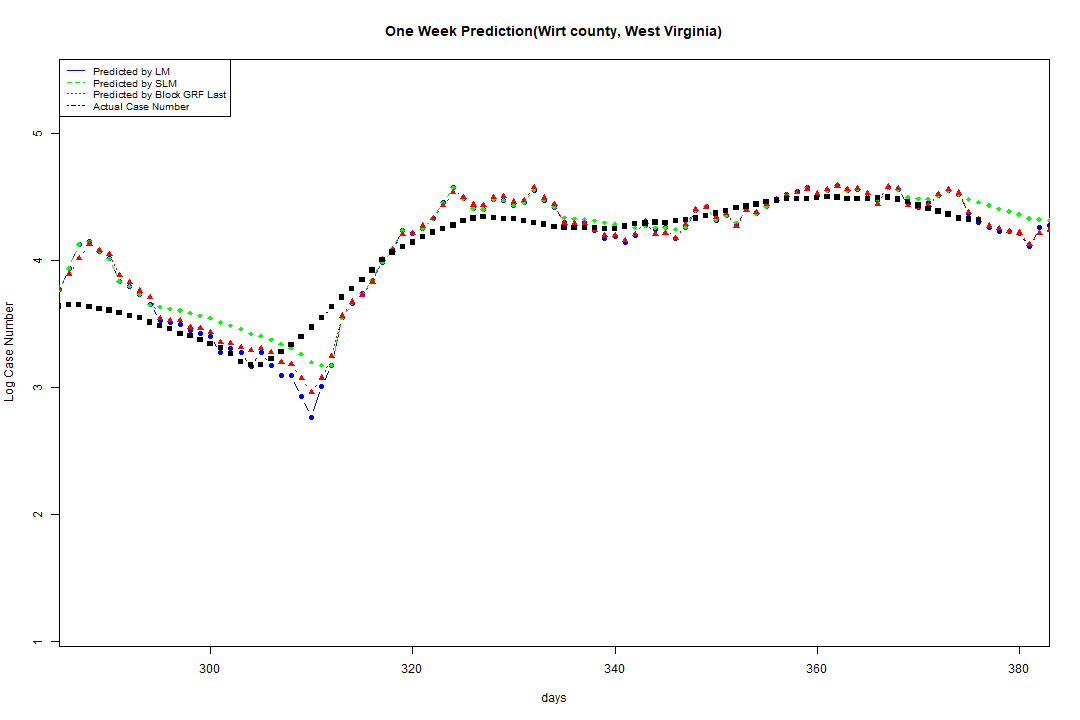 One Week Prediction(Wirt county, West Virginia)
Predicted by LM
Predicted by SLM
Predicted by Block GRF Last
Actual Case Number
5
4
3
2
1
Log Case Number
300 320 340 360 380
days